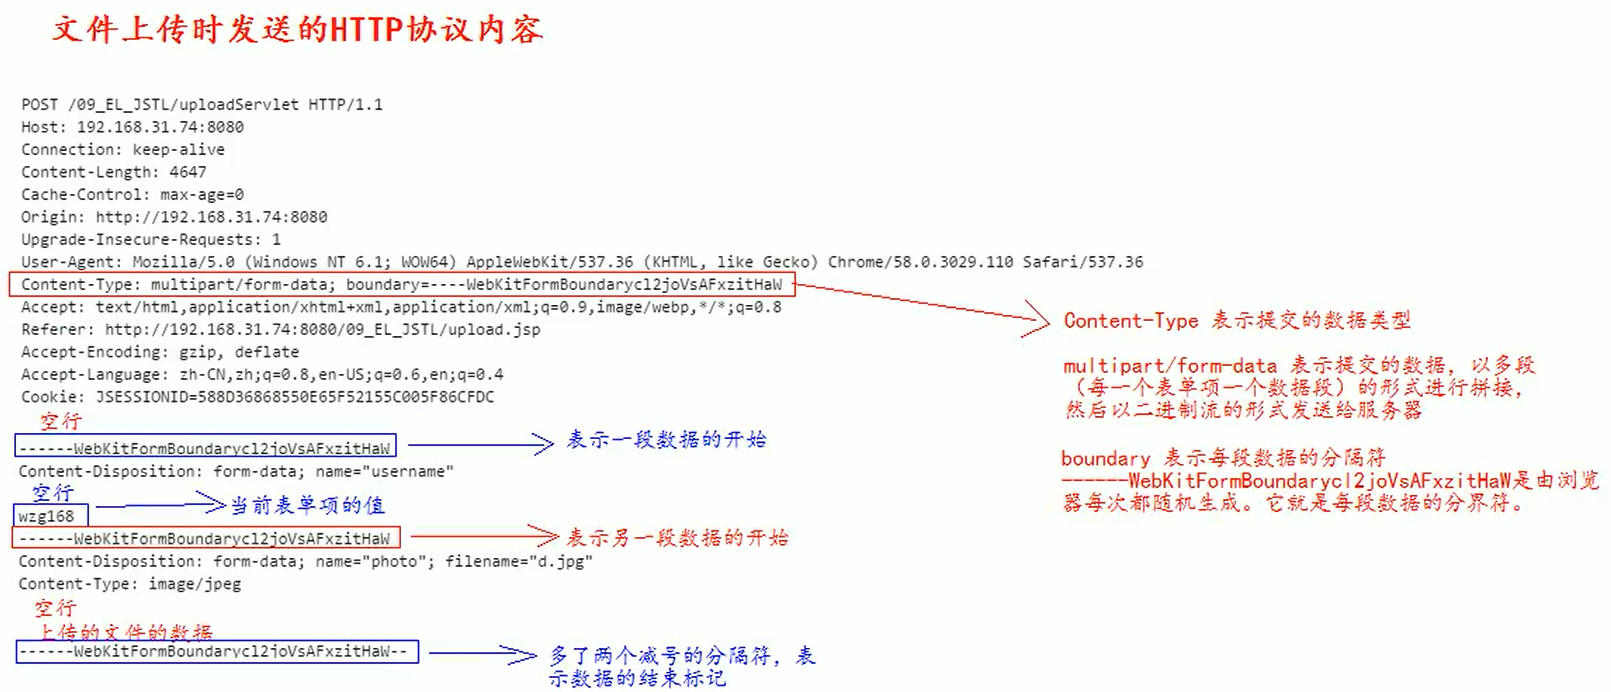 文件上传时发送的HTTP协议内容
POST /09_EL_JSTL/uploadServlet HTTP/1.1
Host: 192.168.31.74:8080
Connection: keep-alive
Content-Length: 4647
Cache-Control: max-age=0
Origin: http://192.168.31.74:8080
Upgrade-Insecure-Requests: 1
User-Agent: Mozilla/5.0 (Windows NT 6.1; WOW64) AppleWebKit/537.36 (KHTML, like Gecko) Chrome/58.0.3029.110 Safari/537.36
Content-Type: multipart/form-data; boundary=----WebKitFormBoundarycl2joVsAFxzitHaW
Accept: text/html,application/xhtml+xml,application/xml;q=0.9,image/webp,*/*;q=0.8
Referer: http://192.168.31.74:8080/09_EL_JSTL/upload.jsp
Accept-Encoding: gzip, deflate
Accept-Language: zh-CN,zh;q=0.8,en-US;q=0.6,en;q=0.4
Cookie: JSESSIONID=588D36868550E65F52155C005F86CFDC
空行
------WebKitFormBoundarycl2joVsAFxzitHaW
表示一段数据的开始
Content-Disposition: form-data; name="username"
空行
wzg168
当前表单项的值
------WebKitFormBoundarycl2joVsAFxzitHaW
表示另一段数据的开始
Content-Disposition: form-data; name="photo"; filename="d.jpg"
Content-Type: image/jpeg
空行
上传的文件的数据
------WebKitFormBoundarycl2joVsAFxzitHaW--
多了两个减号的分隔符，表
示数据的结束标记
Content-Type 表示提交的数据类型
multipart/form-data 表示提交的数据，以多段
（每一个表单项一个数据段）的形式进行拼接，
然后以二进制流的形式发送给服务器
boundary 表示每段数据的分隔符
------WebKitFormBoundarycl2joVsAFxzitHaW是由浏览
器每次都随机生成。它就是每段数据的分界符。